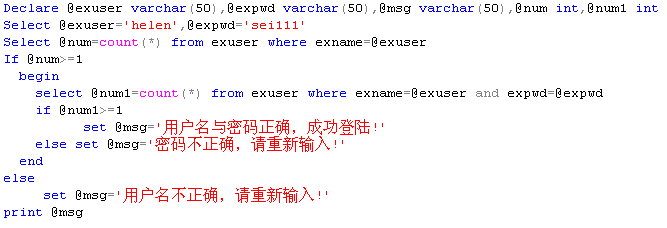 Declare @exuser varchar(50),@expwd varchar(50),@msg varchar(50),@num int,@num1 int
Select @exuser='helen',@expwd='sei111'
Select @num=count(*) from exuser where exname=@exuser
If @num>=1
begin
select @num1=count(*) from exuser where exname=@exuser and expwd=@expwd
if @num1>=1
set @msg='用户名与密码正确，成功登陆!'
else set @msg='密码不正确，请重新输入!'
end
else
set @msg='用户名不正确，请重新输入!'
print @msg